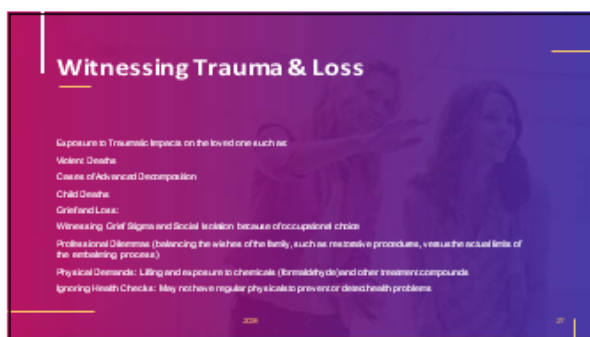 Witnessing Trauma & Loss
Exposure to Traumatic Impacts on the loved one such as:
Violent Deaths
Cases of Advanced Decomposition
Child Deaths
Grief and Loss:
Witnessing Grief Stigma and Social Isolation because of occupational choice
Professional Dilemmas (balancing the wishes of the family, such as restorative procedures, versus the actual limits of
the embalming process)
Physical Demands: Lifting and exposure to chemicals (formaldehyde)and other treatment compounds
Ignoring Health Checks: May not have regular physicals to prevent or detect health problems
27